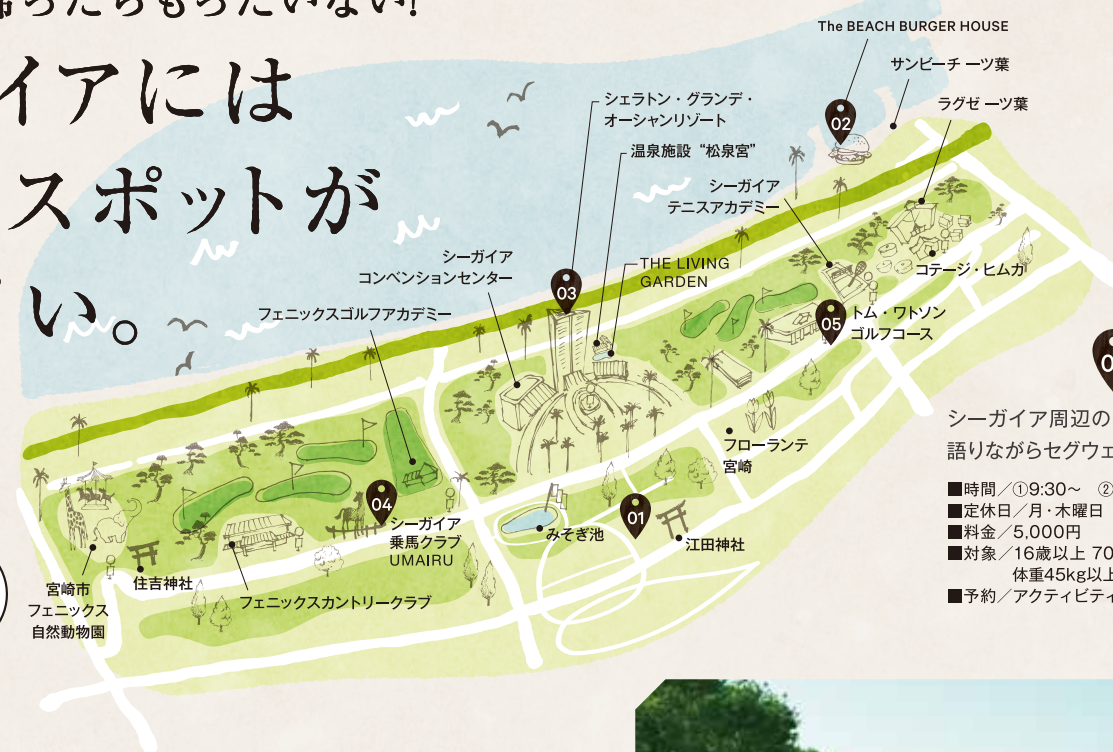 帰ったらもったいない!
イアには
スポットが
い。
The BEACH BURGER HOUSE
サンビーチ 一ツ葉
ラグゼ 一ツ葉
シェラトン・グランデ・
オーシャンリゾート
温泉施設 “松泉宮”
シーガイア
テニスアカデミー
02
シーガイア
コンベンションセンター
THE LIVING
GARDEN
コテージ・ヒムカ
03
フェニックスゴルフアカデミー
05
トム・ワトソン
ゴルフコース
フローランテ
宮崎
04
シーガイア
乗馬クラブ
UMAIRU
みそぎ池
01
江田神社
宮崎市
フェニックス
自然動物園
住吉神社
フェニックスカントリークラブ
シーガイア周辺の
語りながらセグウェ
■時間/①9:30〜 ②
■定休日/月・木曜日
■料金/5,000円
■対象/16歳以上 70
体重45kg以上
■予約/アクティビティ